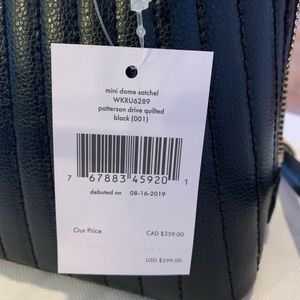 mini dome satchel
WKRU6289
patterson drive quilted
black (001)
7 67883 45920 1
debuted on 08-16-2019
Our Price CAD $359.00
USD $299.00